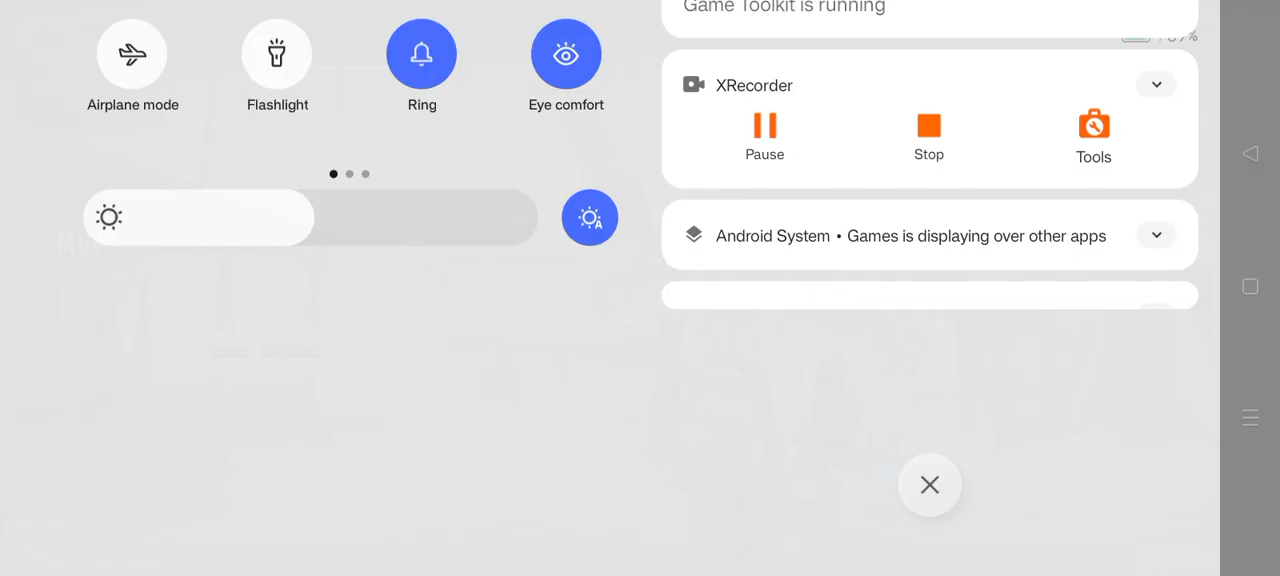 Game Toolkit is running
Airplane mode
Flashlight
Ring
Eye comfort
XRecorder
Pause
Stop
Tools
Android System • Games is displaying over other apps